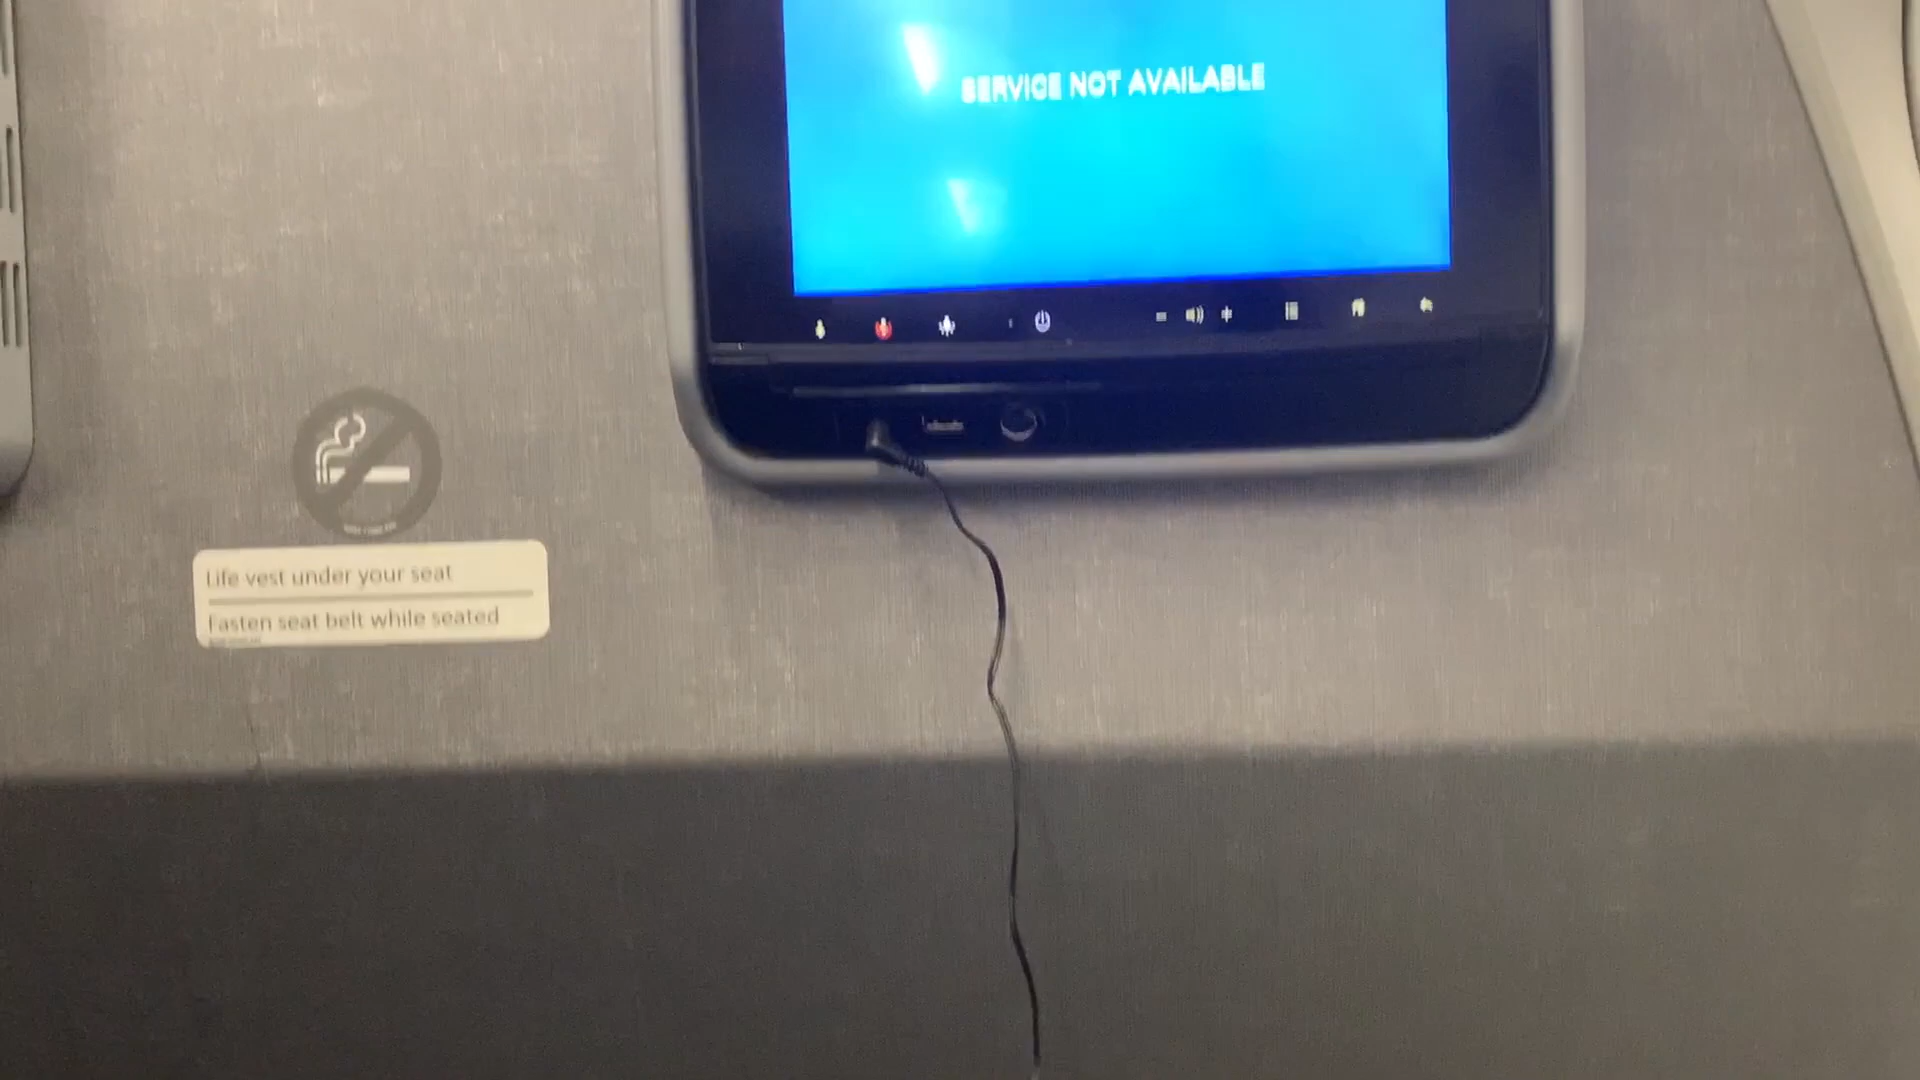 SERVICE NOT AVAILABLE
Life vest under your seat
Fasten seat belt while seated